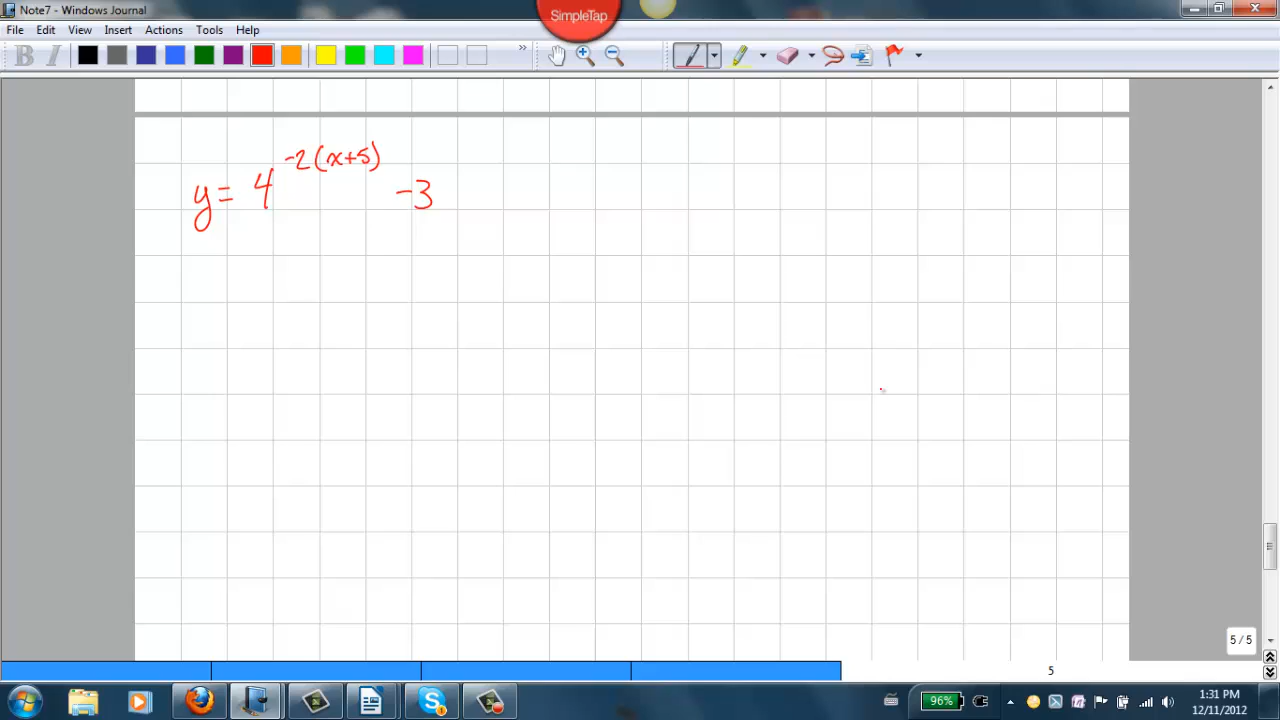 Note7 - Windows Journal
SimpleTap
File Edit View Insert Actions Tools Help
B I
y = 4^{-2(x+5)} -3
5 / 5
5
96%
1:31 PM
12/11/2012